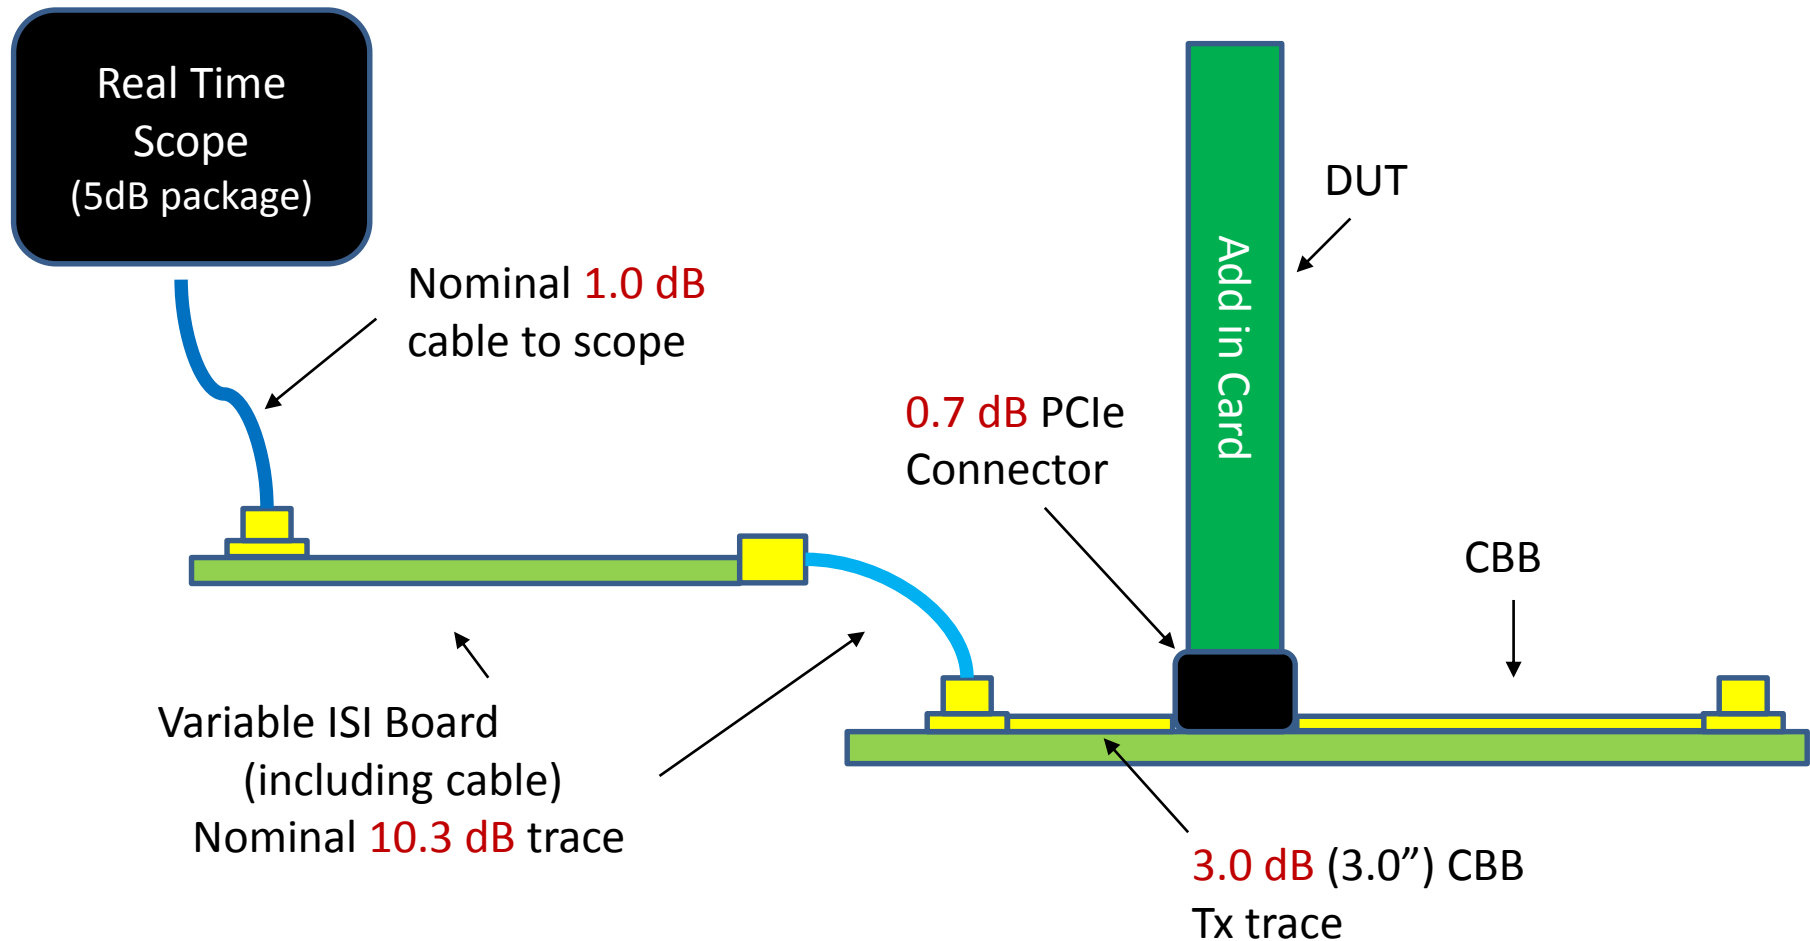 Real Time
Scope
(5dB package)
Nominal 1.0 dB
cable to scope
DUT
Add in Card
0.7 dB PCIe
Connector
CBB
Variable ISI Board
(including cable)
Nominal 10.3 dB trace
3.0 dB (3.0”) CBB
Tx trace